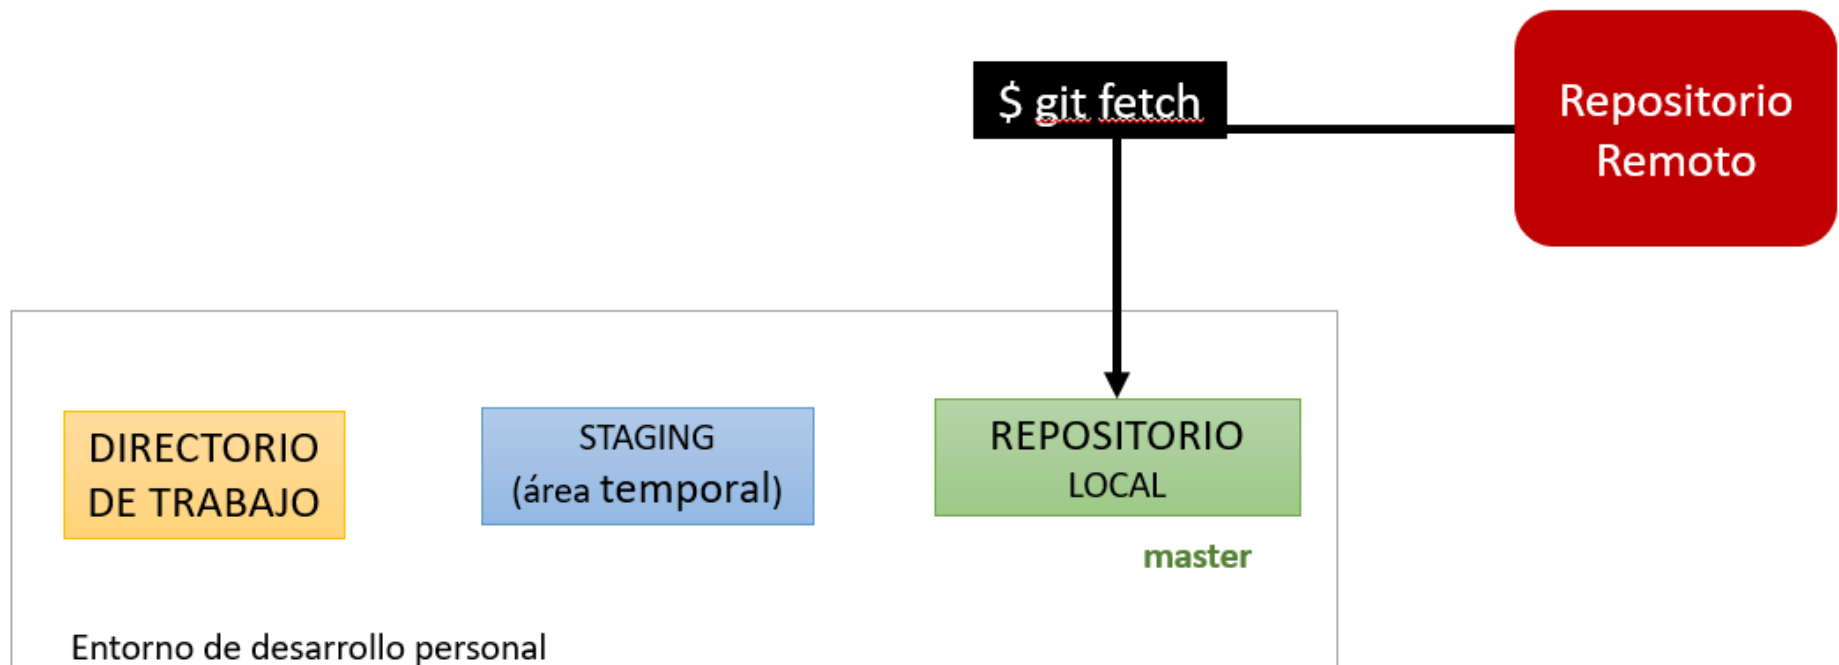 $ git fetch
Repositorio
Remoto
DIRECTORIO
DE TRABAJO
STAGING
(área temporal)
REPOSITORIO
LOCAL
master
Entorno de desarrollo personal